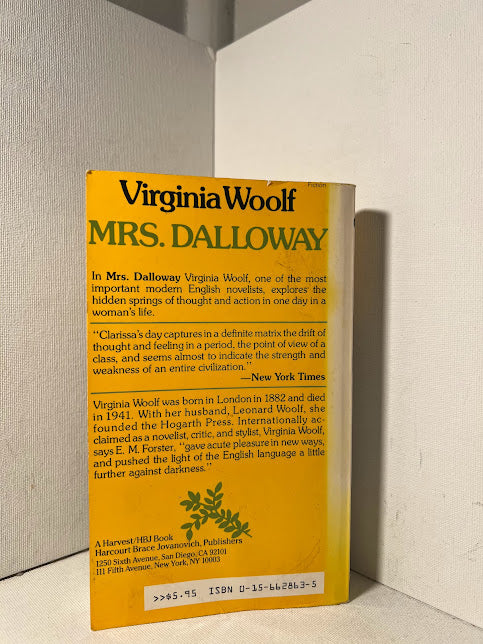 Fiction
Virginia Woolf
MRS. DALLOWAY
In Mrs. Dalloway Virginia Woolf, one of the most
important modern English novelists, explores the
hidden springs of thought and action in one day in a
woman's life.
"Clarissa's day captures in a definite matrix the drift of
thought and feeling in a period, the point of view of a
class, and seems almost to indicate the strength and
weakness of an entire civilization."
—New York Times
Virginia Woolf was born in London in 1882 and died
in 1941. With her husband, Leonard Woolf, she
founded the Hogarth Press. Internationally ac-
claimed as a novelist, critic, and stylist, Virginia Woolf,
says E. M. Forster, "gave acute pleasure in new ways,
and pushed the light of the English language a little
further against darkness."
A Harvest/HBJ Book
Harcourt Brace Jovanovich, Publishers
1250 Sixth Avenue, San Diego, CA 92101
111 Fifth Avenue, New York, NY 10003
>>$5.95 ISBN 0-15-662863-5